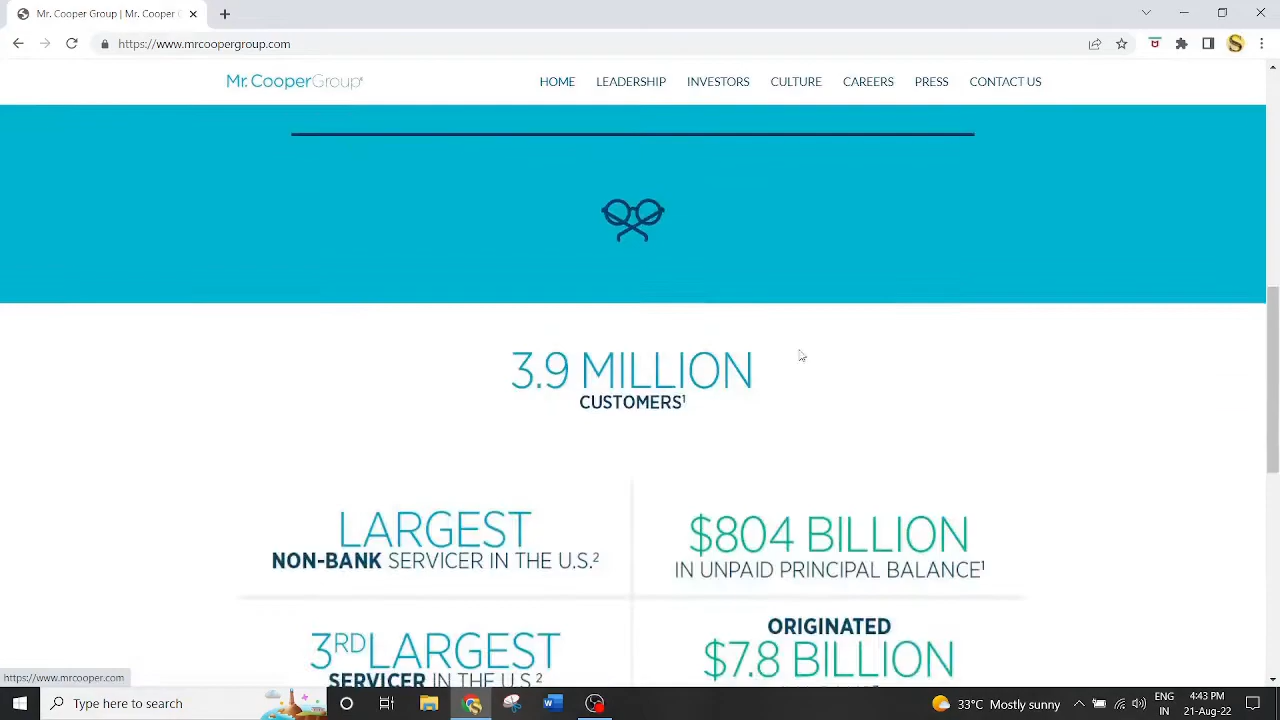 Mr. Cooper Group | Mr. Cooper G
https://www.mrcoopergroup.com
Mr. CooperGroup
HOME LEADERSHIP INVESTORS CULTURE CAREERS PRESS CONTACT US
3.9 MILLION
CUSTOMERS¹
LARGEST
NON-BANK SERVICER IN THE U.S.²
$804 BILLION
IN UNPAID PRINCIPAL BALANCE¹
3RD LARGEST
SERVICER IN THE U.S.²
ORIGINATED
$7.8 BILLION
https://www.mrcooper.com
Type here to search
33°C Mostly sunny
ENG
IN
4:43 PM
21-Aug-22